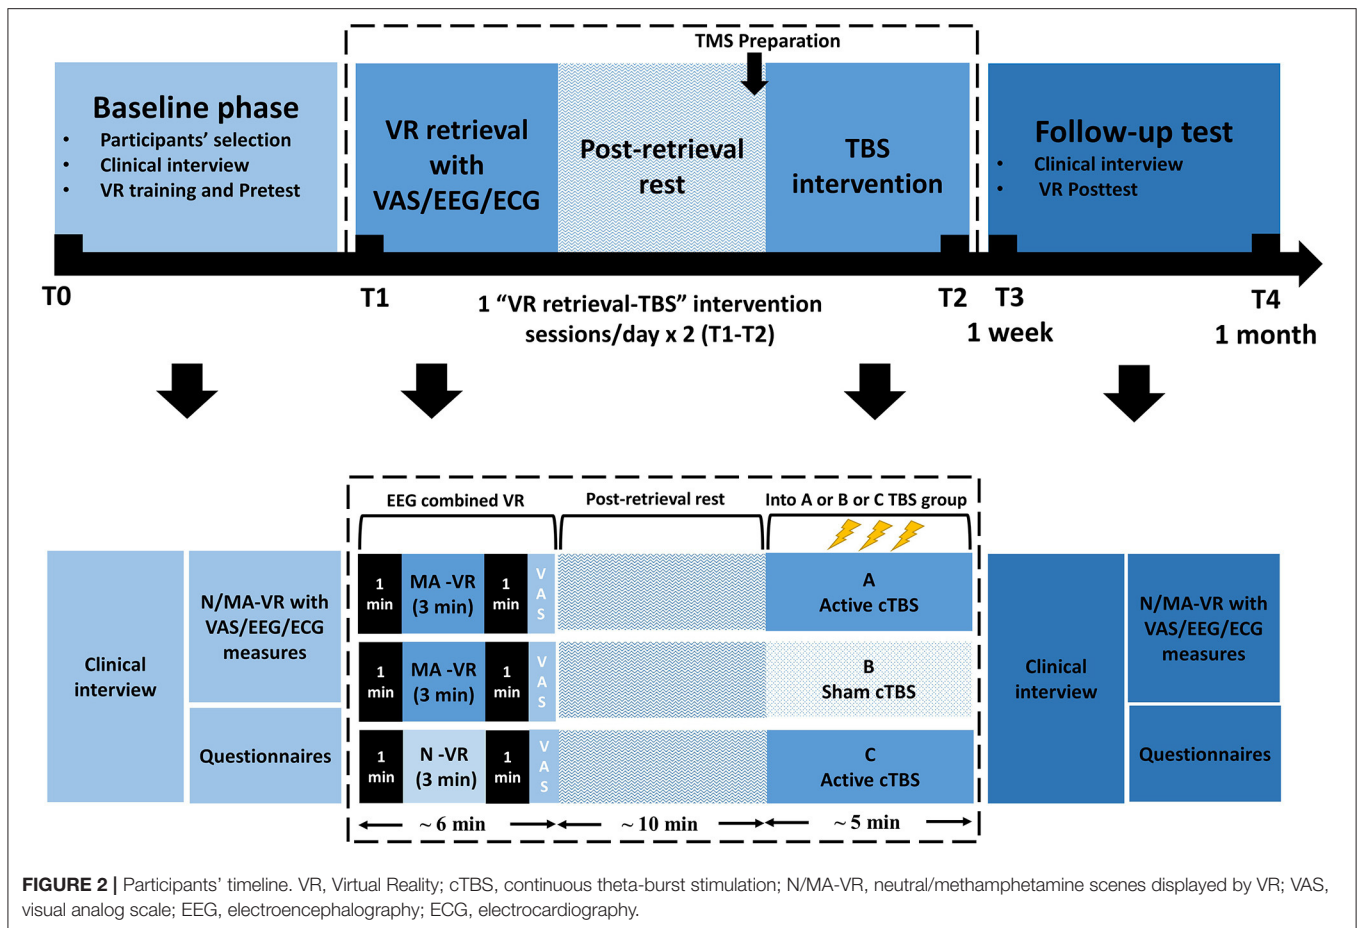 TMS Preparation
Baseline phase
• Participants' selection
• Clinical interview
• VR training and Pretest
VR retrieval
with
VAS/EEG/ECG
Post-retrieval
rest
TBS
intervention
Follow-up test
• Clinical interview
• VR Posttest
T0
T1
1 “VR retrieval-TBS” intervention
sessions/day x 2 (T1-T2)
T2
T3
1 week
T4
1 month
EEG combined VR
Post-retrieval rest
Into A or B or C TBS group
Clinical
interview
N/MA-VR with
VAS/EEG/ECG
measures
Questionnaires
1
min
MA -VR
(3 min)
1
min
V
A
S
A
Active cTBS
1
min
MA -VR
(3 min)
1
min
V
A
S
B
Sham cTBS
1
min
N -VR
(3 min)
1
min
V
A
S
C
Active cTBS
Clinical
interview
N/MA-VR with
VAS/EEG/ECG
measures
Questionnaires
~ 6 min
~ 10 min
~ 5 min
FIGURE 2 | Participants' timeline. VR, Virtual Reality; cTBS, continuous theta-burst stimulation; N/MA-VR, neutral/methamphetamine scenes displayed by VR; VAS,
visual analog scale; EEG, electroencephalography; ECG, electrocardiography.